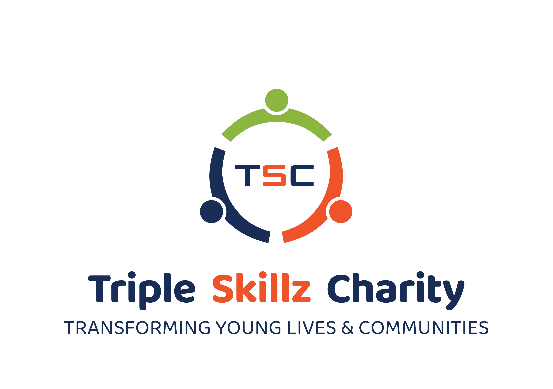 TSC
Triple Skillz Charity
TRANSFORMING YOUNG LIVES & COMMUNITIES